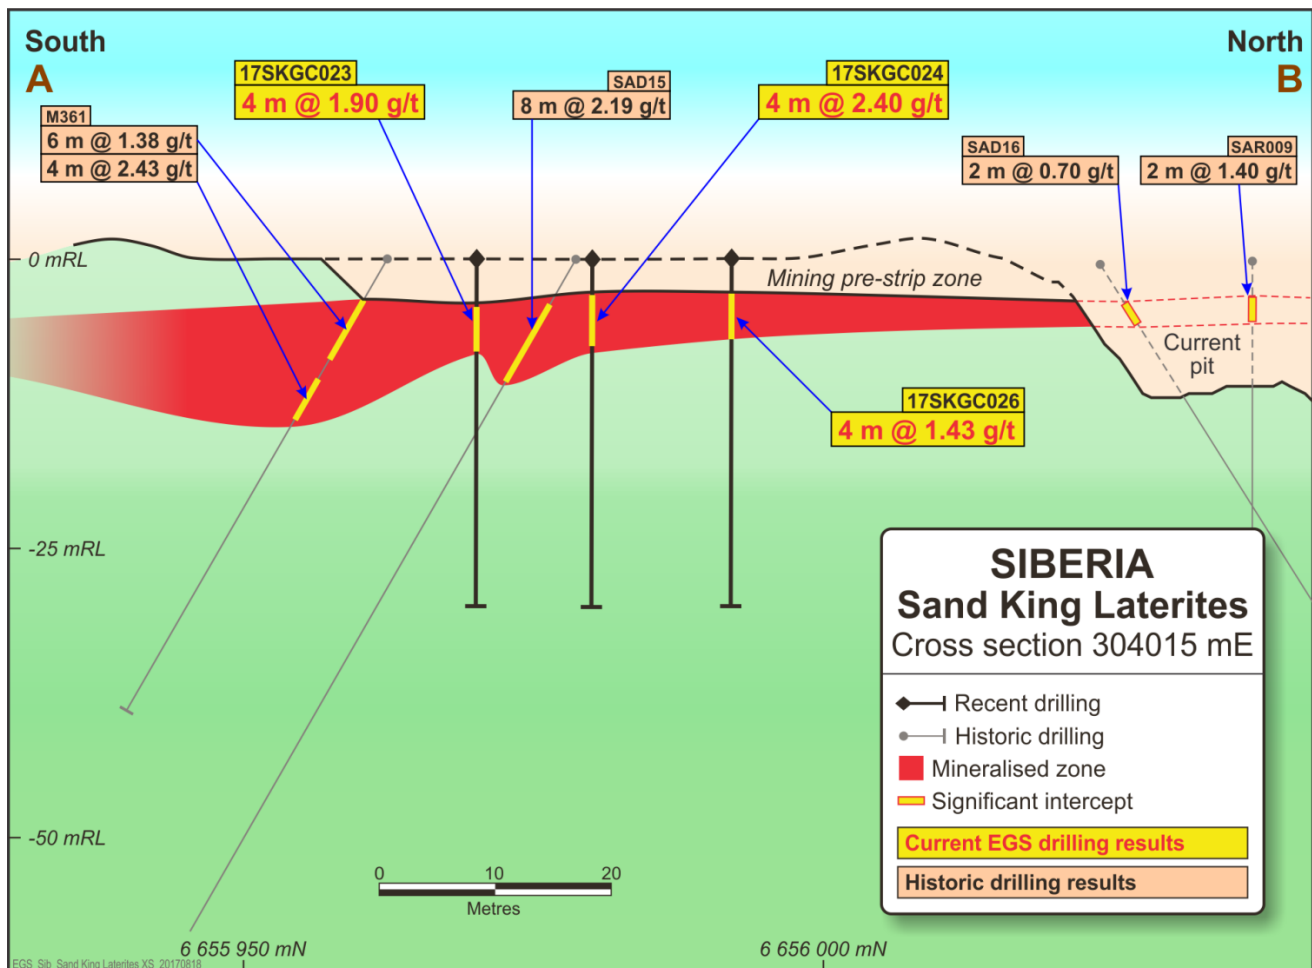 South
North
A
B
17SKGC023
4 m @ 1.90 g/t
SAD15
8 m @ 2.19 g/t
17SKGC024
4 m @ 2.40 g/t
M361
6 m @ 1.38 g/t
4 m @ 2.43 g/t
SAD16
2 m @ 0.70 g/t
SAR009
2 m @ 1.40 g/t
0 mRL
Mining pre-strip zone
Current
pit
17SKGC026
4 m @ 1.43 g/t
-25 mRL
SIBERIA
Sand King Laterites
Cross section 304015 mE
Recent drilling
Historic drilling
Mineralised zone
Significant intercept
Current EGS drilling results
Historic drilling results
-50 mRL
0 10 20
Metres
6 655 950 mN
6 656 000 mN
EGS_Sib_Sand King Laterites XS_20170818